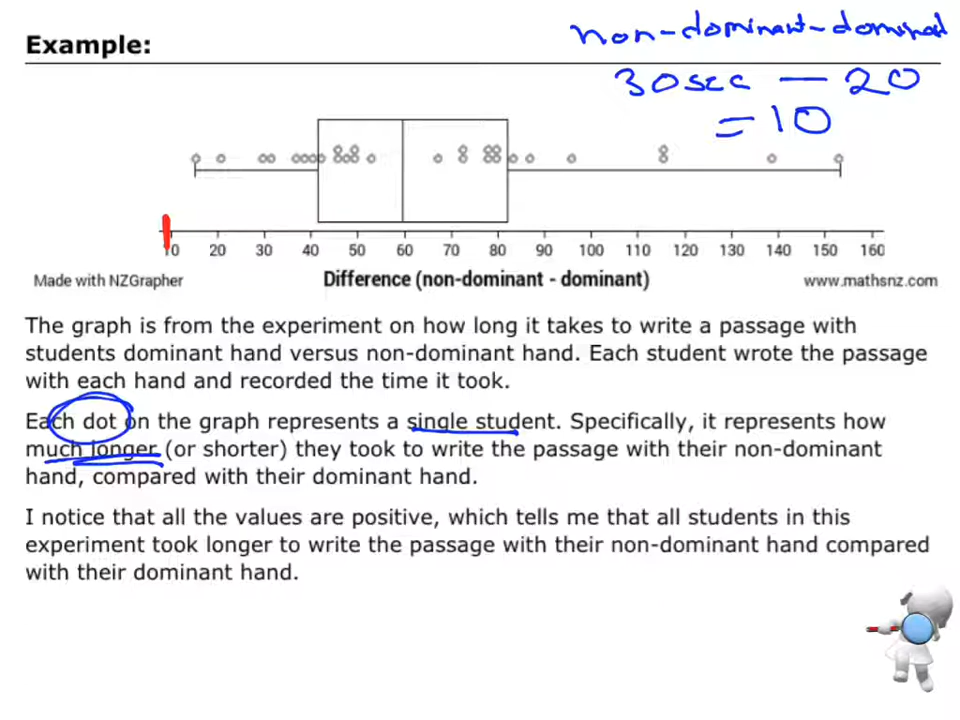 non-dominant-dominant
Example:
30sec — 20
= 10
10 20 30 40 50 60 70 80 90 100 110 120 130 140 150 160
Made with NZGrapher Difference (non-dominant - dominant) www.mathsnz.com
The graph is from the experiment on how long it takes to write a passage with
students dominant hand versus non-dominant hand. Each student wrote the passage
with each hand and recorded the time it took.
Each dot on the graph represents a single student. Specifically, it represents how
much longer (or shorter) they took to write the passage with their non-dominant
hand, compared with their dominant hand.
I notice that all the values are positive, which tells me that all students in this
experiment took longer to write the passage with their non-dominant hand compared
with their dominant hand.